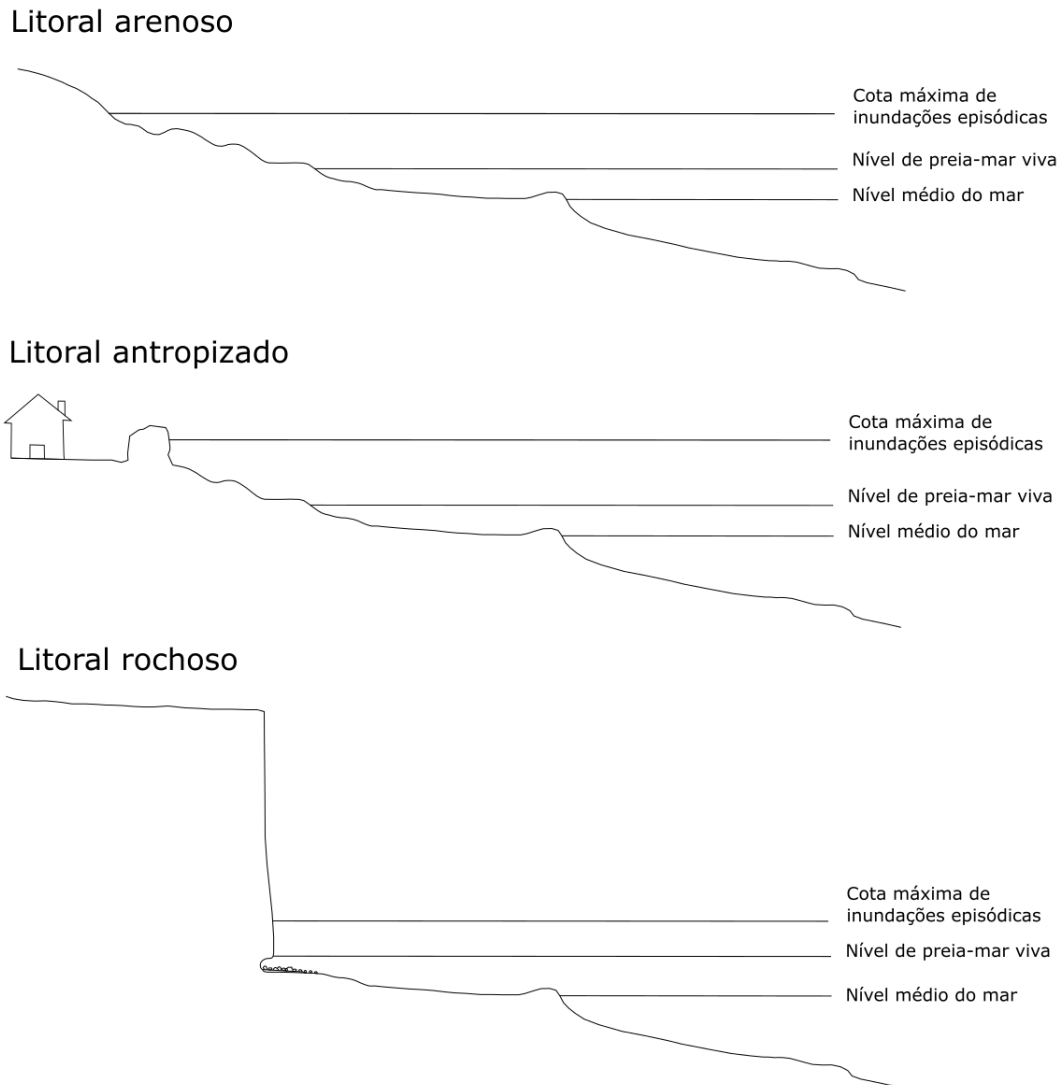 Litoral arenoso
Cota máxima de
inundações episódicas
Nível de preia-mar viva
Nível médio do mar
Litoral antropizado
Cota máxima de
inundações episódicas
Nível de preia-mar viva
Nível médio do mar
Litoral rochoso
Cota máxima de
inundações episódicas
Nível de preia-mar viva
Nível médio do mar